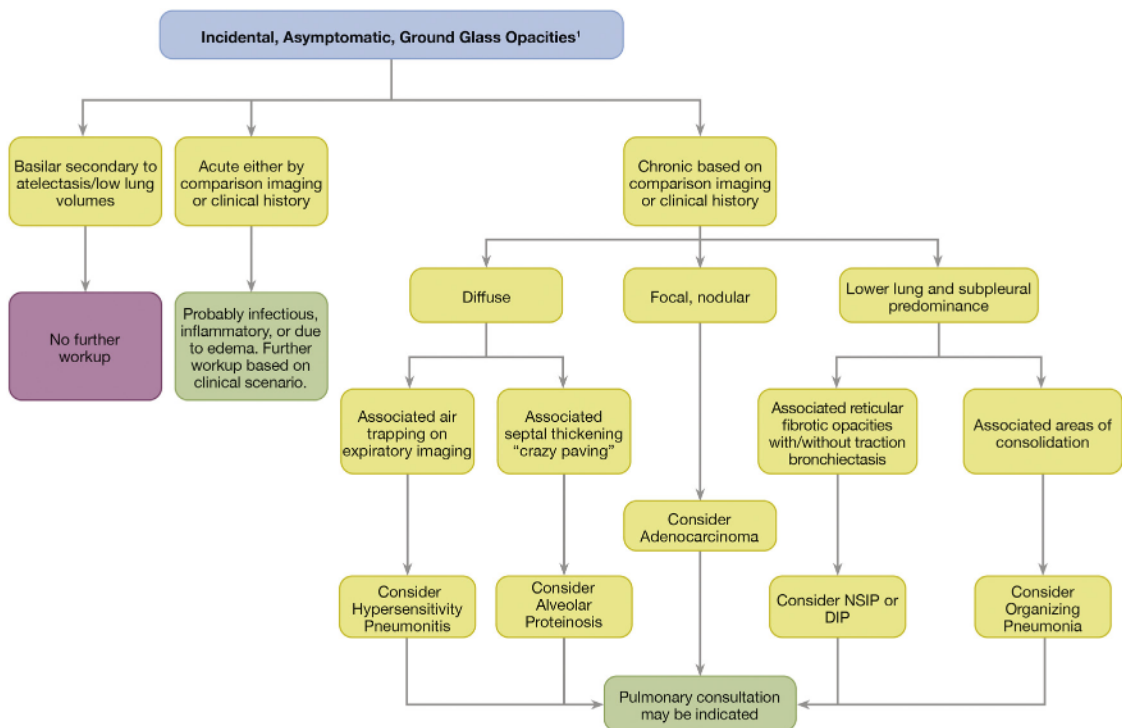 Incidental, Asymptomatic, Ground Glass Opacities¹
Basilar secondary to
atelectasis/low lung
volumes
Acute either by
comparison imaging
or clinical history
Chronic based on
comparison imaging
or clinical history
No further
workup
Probably infectious,
inflammatory, or due
to edema. Further
workup based on
clinical scenario.
Diffuse
Focal, nodular
Lower lung and subpleural
predominance
Associated air
trapping on
expiratory imaging
Associated
septal thickening
“crazy paving”
Associated reticular
fibrotic opacities
with/without traction
bronchiectasis
Associated areas of
consolidation
Consider
Adenocarcinoma
Consider
Hypersensitivity
Pneumonitis
Consider
Alveolar
Proteinosis
Consider NSIP or
DIP
Consider
Organizing
Pneumonia
Pulmonary consultation
may be indicated